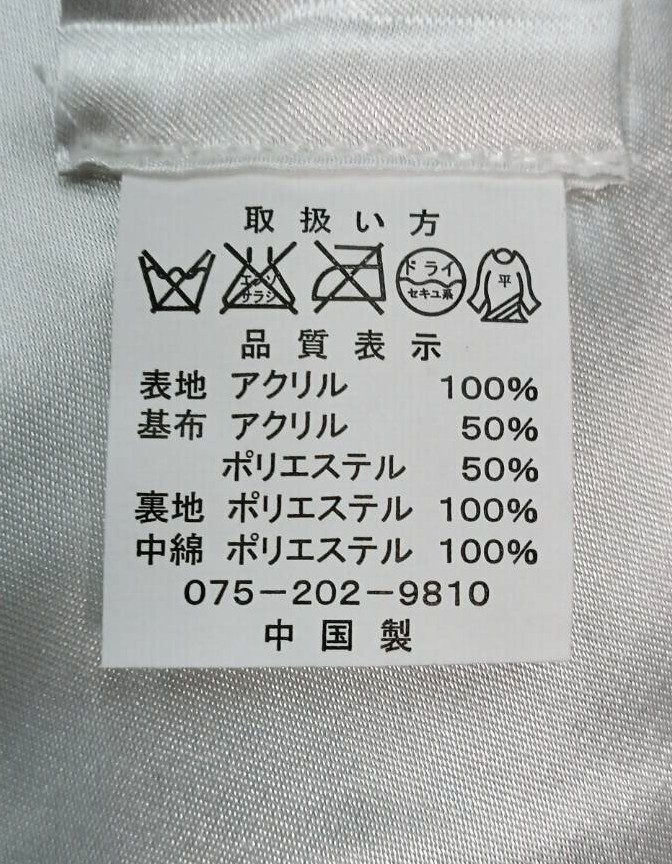 取扱い方
エンソ サラシ ドライ セキユ系 平
品質表示
表地 アクリル 100%
基布 アクリル 50%
ポリエステル 50%
裏地 ポリエステル 100%
中綿 ポリエステル 100%
075-202-9810
中国製